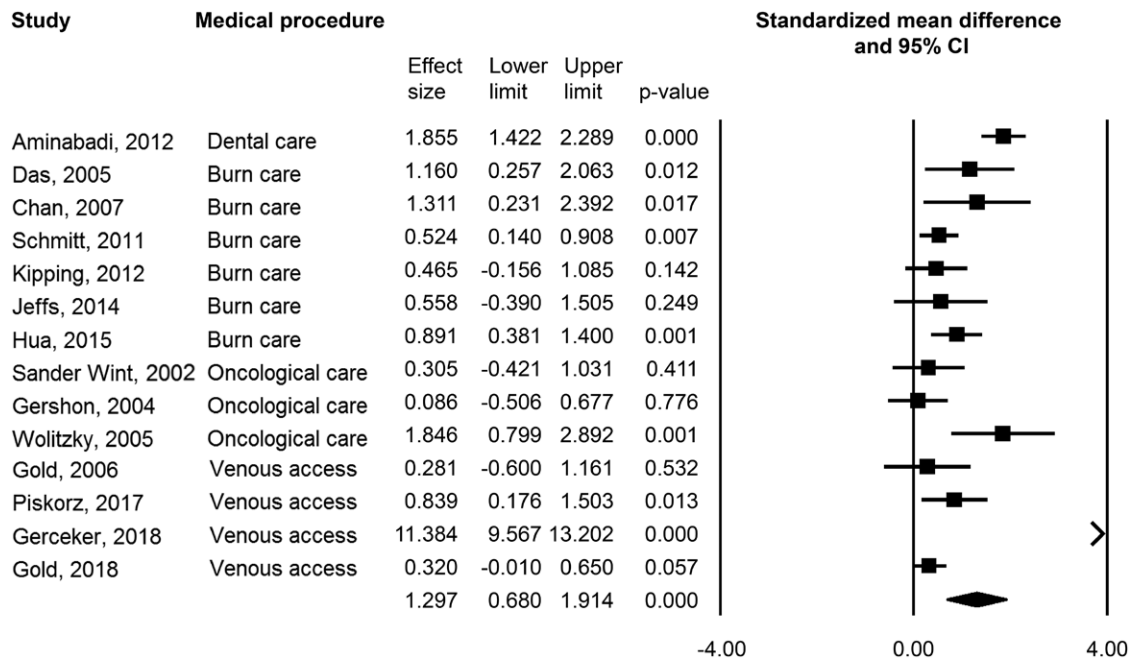 Study Medical procedure Standardized mean difference
and 95% CI
Effect Lower Upper
size limit limit p-value
Aminabadi, 2012 Dental care 1.855 1.422 2.289 0.000
Das, 2005 Burn care 1.160 0.257 2.063 0.012
Chan, 2007 Burn care 1.311 0.231 2.392 0.017
Schmitt, 2011 Burn care 0.524 0.140 0.908 0.007
Kipping, 2012 Burn care 0.465 -0.156 1.085 0.142
Jeffs, 2014 Burn care 0.558 -0.390 1.505 0.249
Hua, 2015 Burn care 0.891 0.381 1.400 0.001
Sander Wint, 2002 Oncological care 0.305 -0.421 1.031 0.411
Gershon, 2004 Oncological care 0.086 -0.506 0.677 0.776
Wolitzky, 2005 Oncological care 1.846 0.799 2.892 0.001
Gold, 2006 Venous access 0.281 -0.600 1.161 0.532
Piskorz, 2017 Venous access 0.839 0.176 1.503 0.013
Gerceker, 2018 Venous access 11.384 9.567 13.202 0.000
Gold, 2018 Venous access 0.320 -0.010 0.650 0.057
1.297 0.680 1.914 0.000
-4.00 0.00 4.00